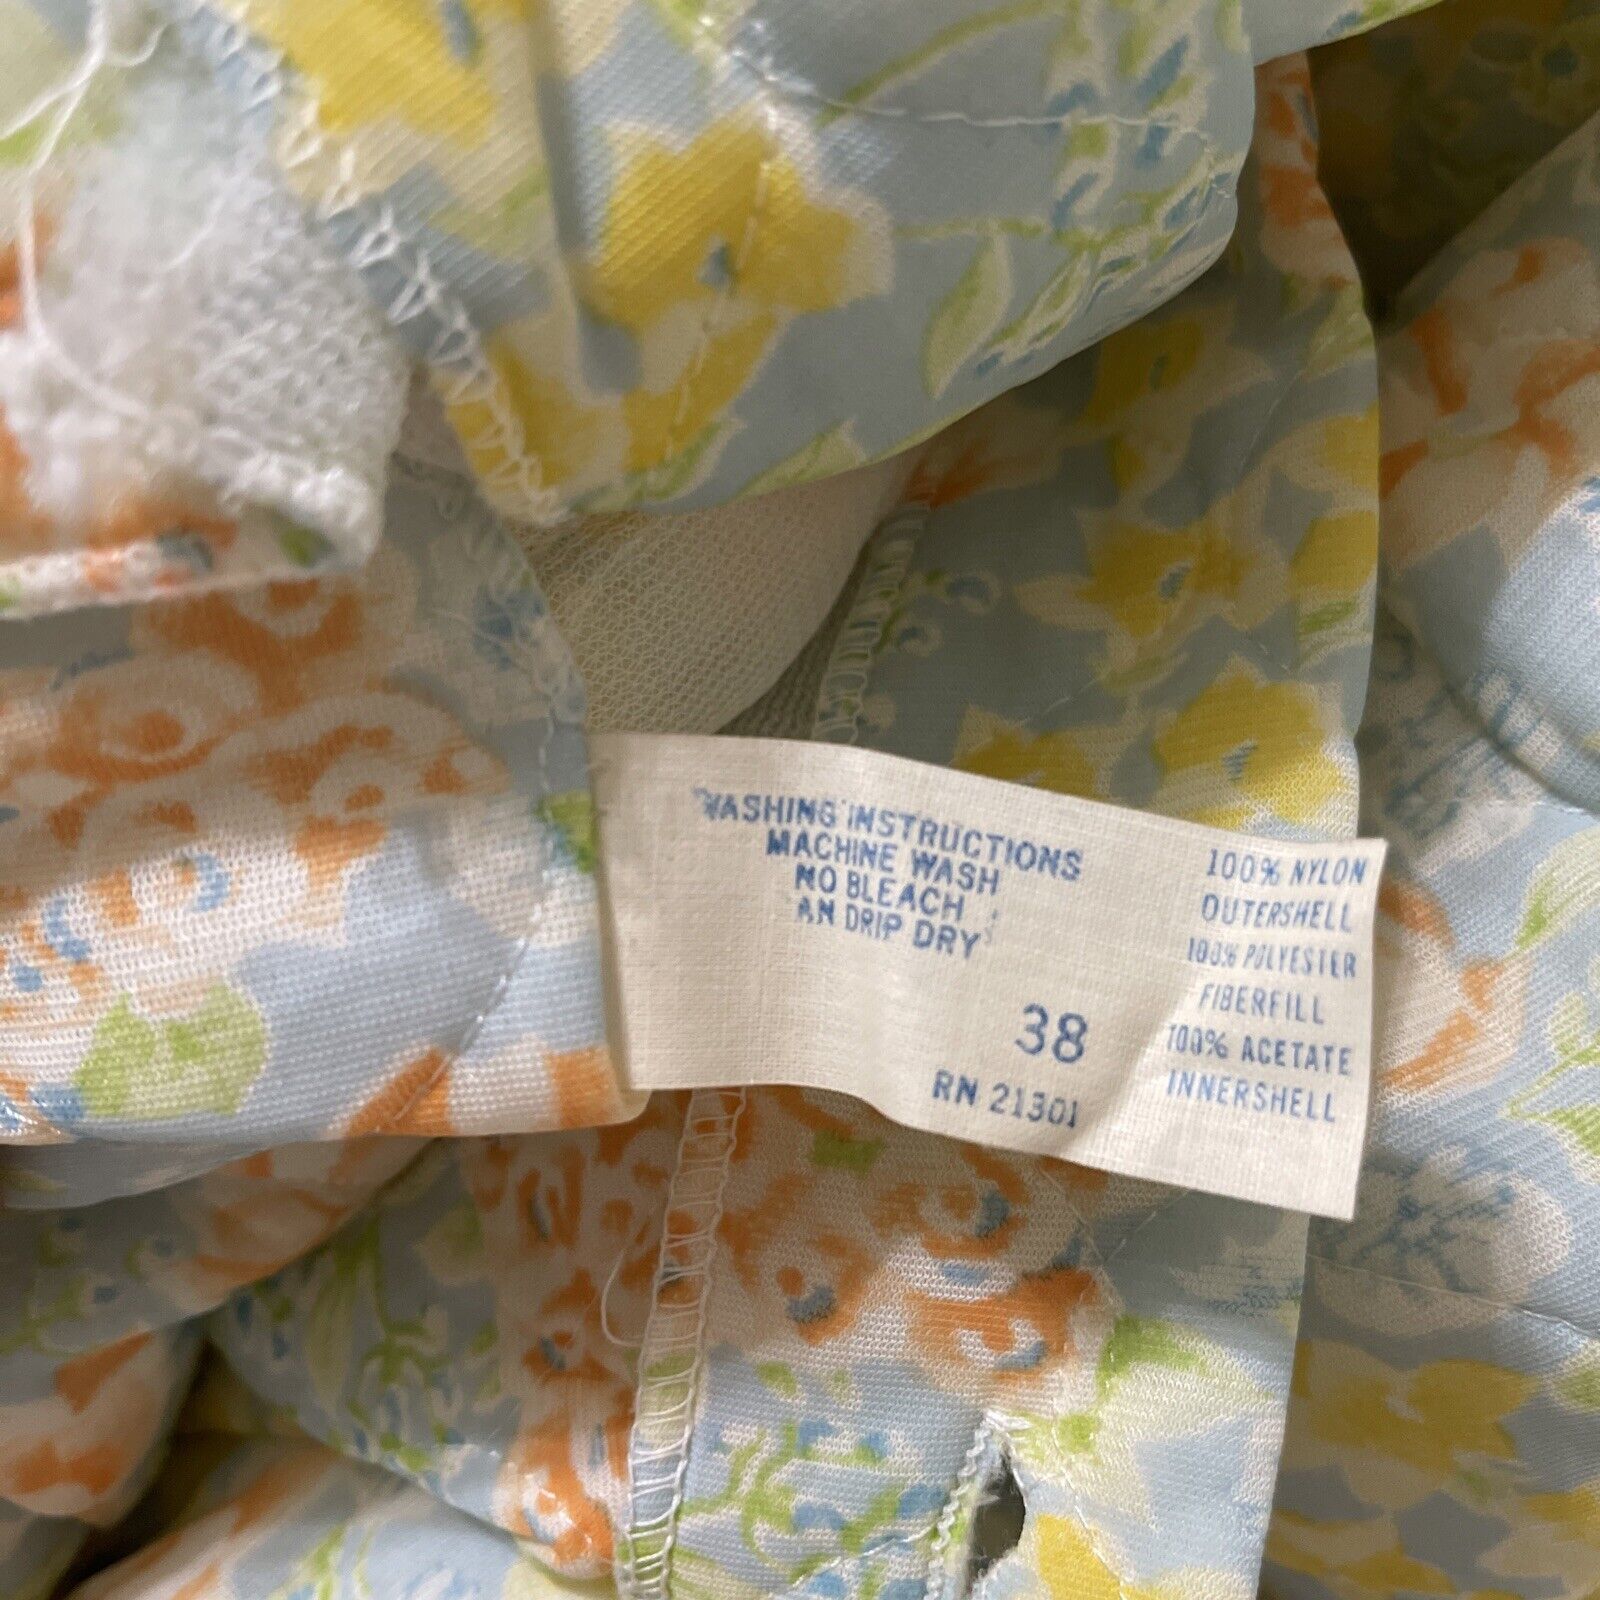 WASHING INSTRUCTIONS
MACHINE WASH
NO BLEACH
AN DRIP DRY
38
RN 21301
100% NYLON
OUTERSHELL
100% POLYESTER
FIBERFILL
100% ACETATE
INNERSHELL